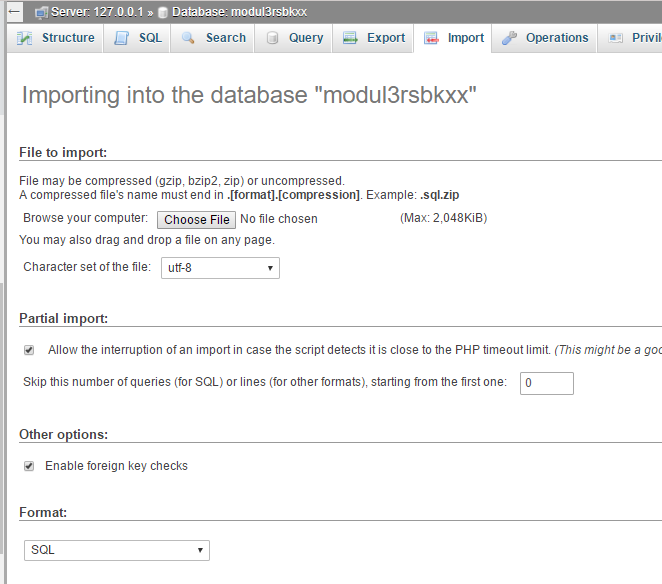 Server: 127.0.0.1 » Database: modul3rsbkxx
Structure SQL Search Query Export Import Operations
Importing into the database "modul3rsbkxx"
File to import:
File may be compressed (gzip, bzip2, zip) or uncompressed.
A compressed file's name must end in .[format].[compression]. Example: .sql.zip
Browse your computer: Choose File No file chosen (Max: 2,048KiB)
You may also drag and drop a file on any page.
Character set of the file: utf-8
Partial import:
Allow the interruption of an import in case the script detects it is close to the PHP timeout limit. (This might be a
Skip this number of queries (for SQL) or lines (for other formats), starting from the first one: 0
Other options:
Enable foreign key checks
Format:
SQL